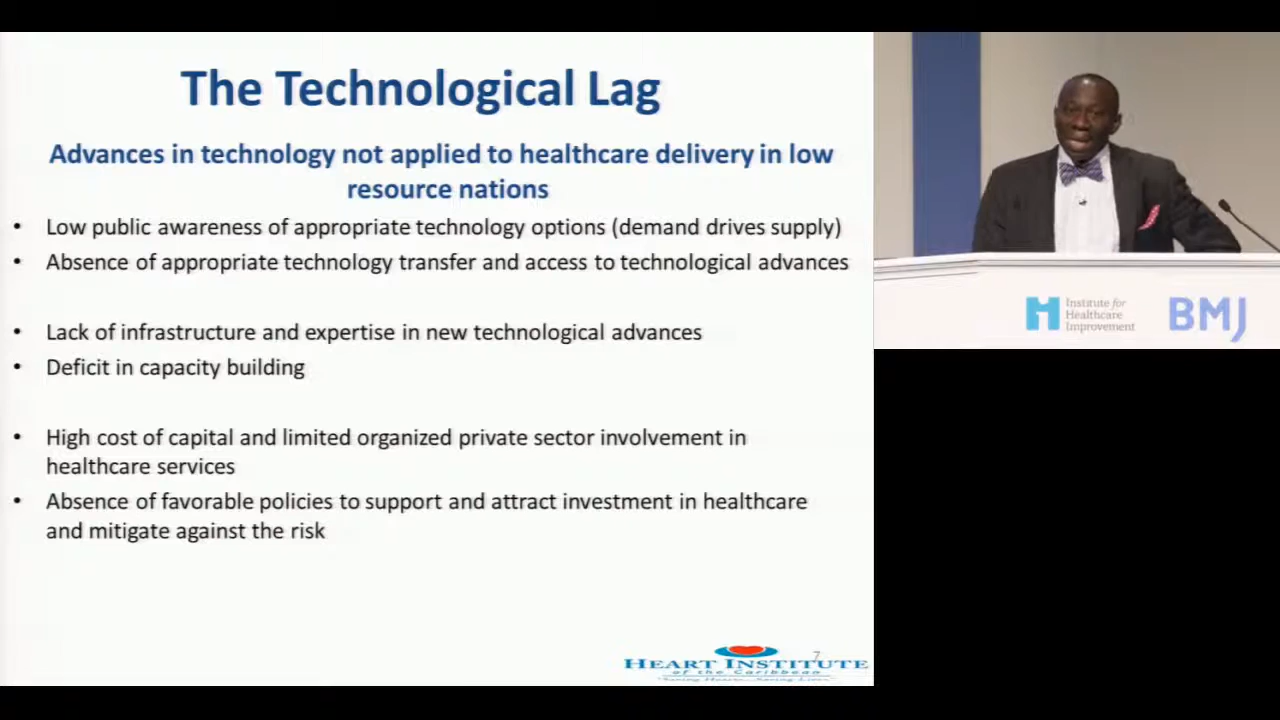 The Technological Lag
Advances in technology not applied to healthcare delivery in low
resource nations
• Low public awareness of appropriate technology options (demand drives supply)
• Absence of appropriate technology transfer and access to technological advances
• Lack of infrastructure and expertise in new technological advances
• Deficit in capacity building
• High cost of capital and limited organized private sector involvement in
healthcare services
• Absence of favorable policies to support and attract investment in healthcare
and mitigate against the risk
7
HEART INSTITUTE
of the Caribbean
Institute for
Healthcare
Improvement
BMJ